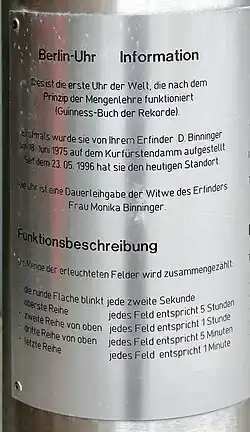 Berlin-Uhr Information
Dies ist die erste Uhr der Welt, die nach dem
Prinzip der Mengenlehre funktioniert
(Guinness-Buch der Rekorde).
Erstmals wurde sie von Ihrem Erfinder D. Binninger
am 18. Juni 1975 auf dem Kurfürstendamm aufgestellt
Seit dem 23. 05. 1996 hat sie den heutigen Standort.
Die Uhr ist eine Dauerleihgabe der Witwe des Erfinders
Frau Monika Binninger.
Funktionsbeschreibung
Die Menge der erleuchteten Felder wird zusammengezählt:
die runde Fläche blinkt jede zweite Sekunde
oberste Reihe jedes Feld entspricht 5 Stunden
- zweite Reihe von oben jedes Feld entspricht 1 Stunde
- dritte Reihe von oben jedes Feld entspricht 5 Minuten
- letzte Reihe jedes Feld entspricht 1 Minute